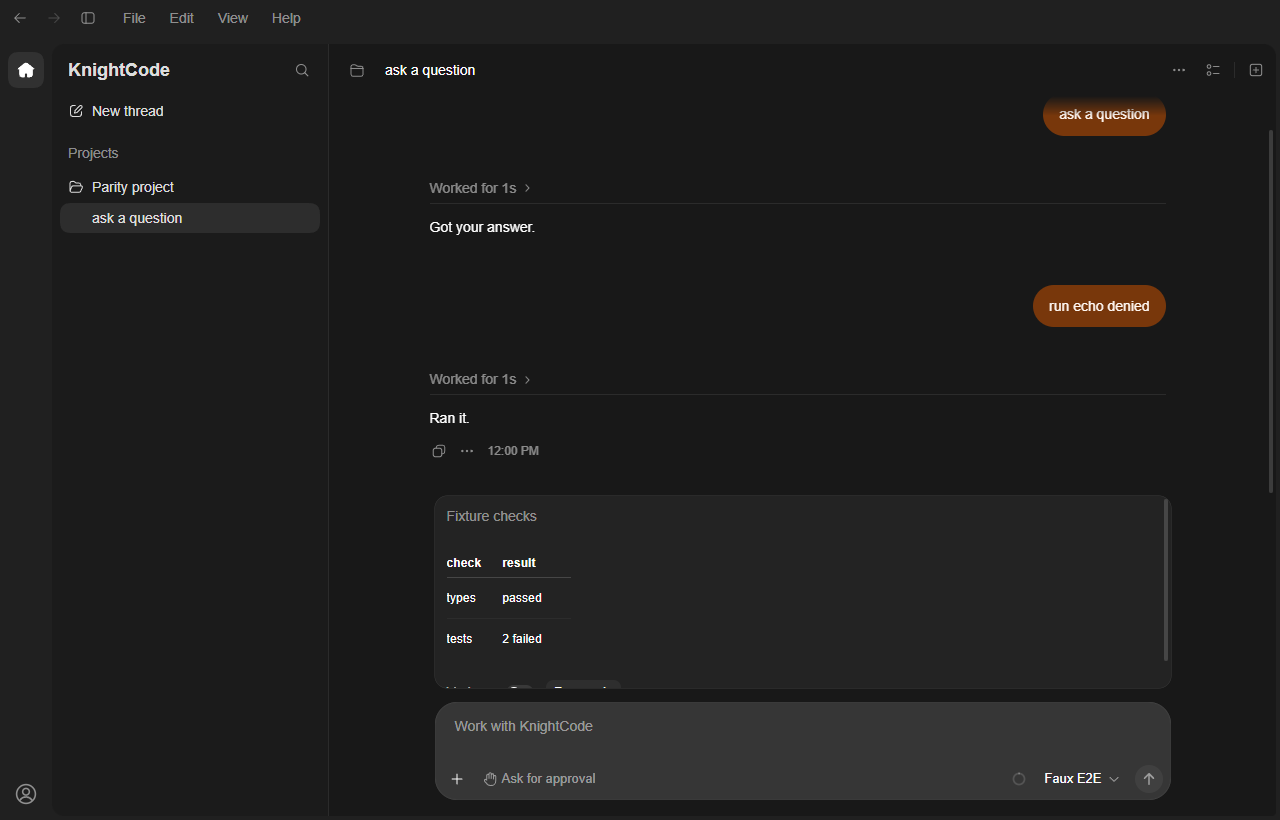 File Edit View Help
KnightCode
New thread
Projects
Parity project
ask a question
ask a question
ask a question
Worked for 1s
Got your answer.
run echo denied
Worked for 1s
Ran it.
12:00 PM
Fixture checks
check result
types passed
tests 2 failed
Work with KnightCode
Ask for approval
Faux E2E